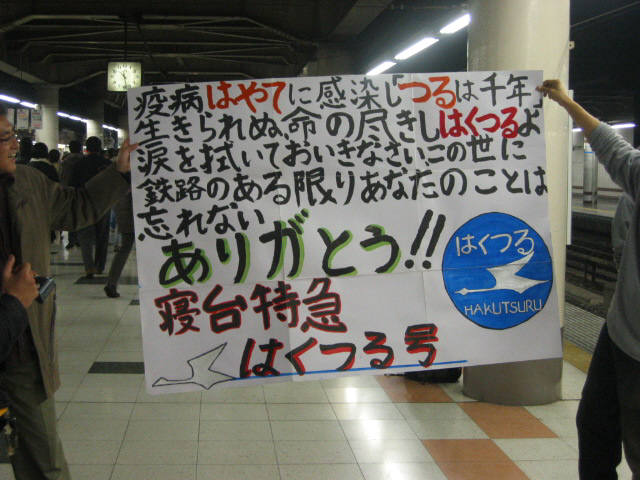 疫病はやてに感染し「つるは千年」
生きられぬ命の尽きしはくつるよ
涙を拭いておいきなさい、この世に
鉄路のある限りあなたのことは
忘れない
ありがとう!!
はくつる
HAKUTSURU
寝台特急
はくつる号